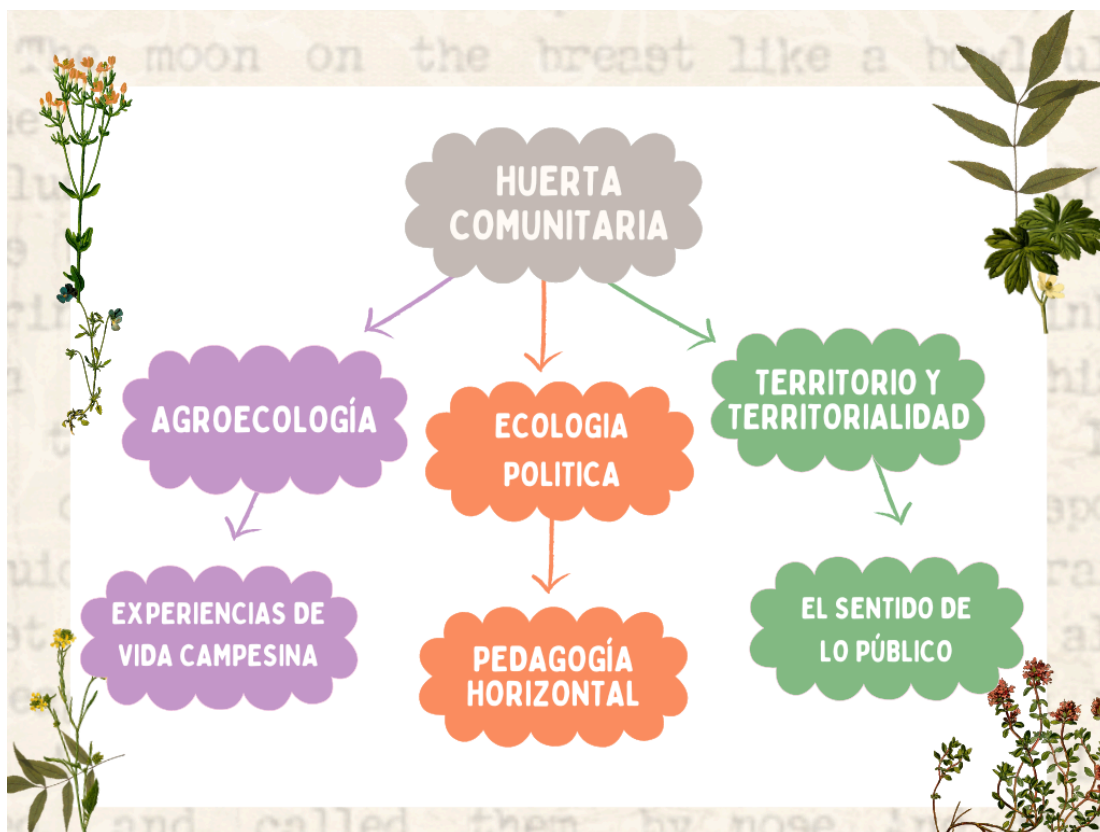 The moon on the breast like a
HUERTA
COMUNITARIA
AGROECOLOGÍA
ECOLOGIA
POLITICA
TERRITORIO Y
TERRITORIALIDAD
EXPERIENCIAS DE
VIDA CAMPESINA
PEDAGOGÍA
HORIZONTAL
EL SENTIDO DE
LO PÚBLICO
and called them by nose